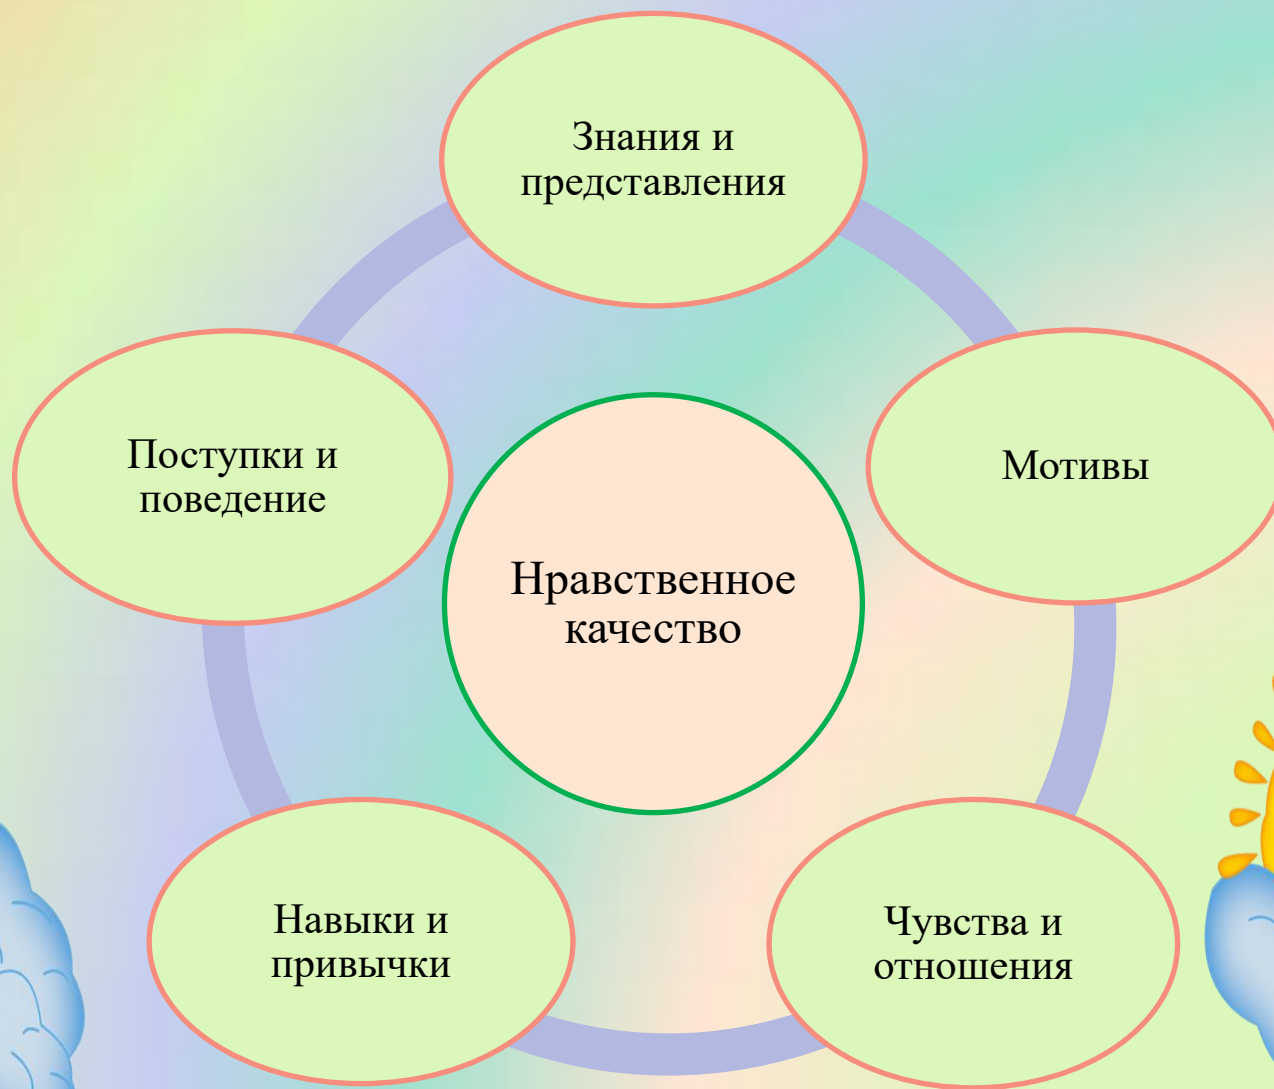 Знания и
представления
Мотивы
Чувства и
отношения
Навыки и
привычки
Поступки и
поведение
Нравственное
качество